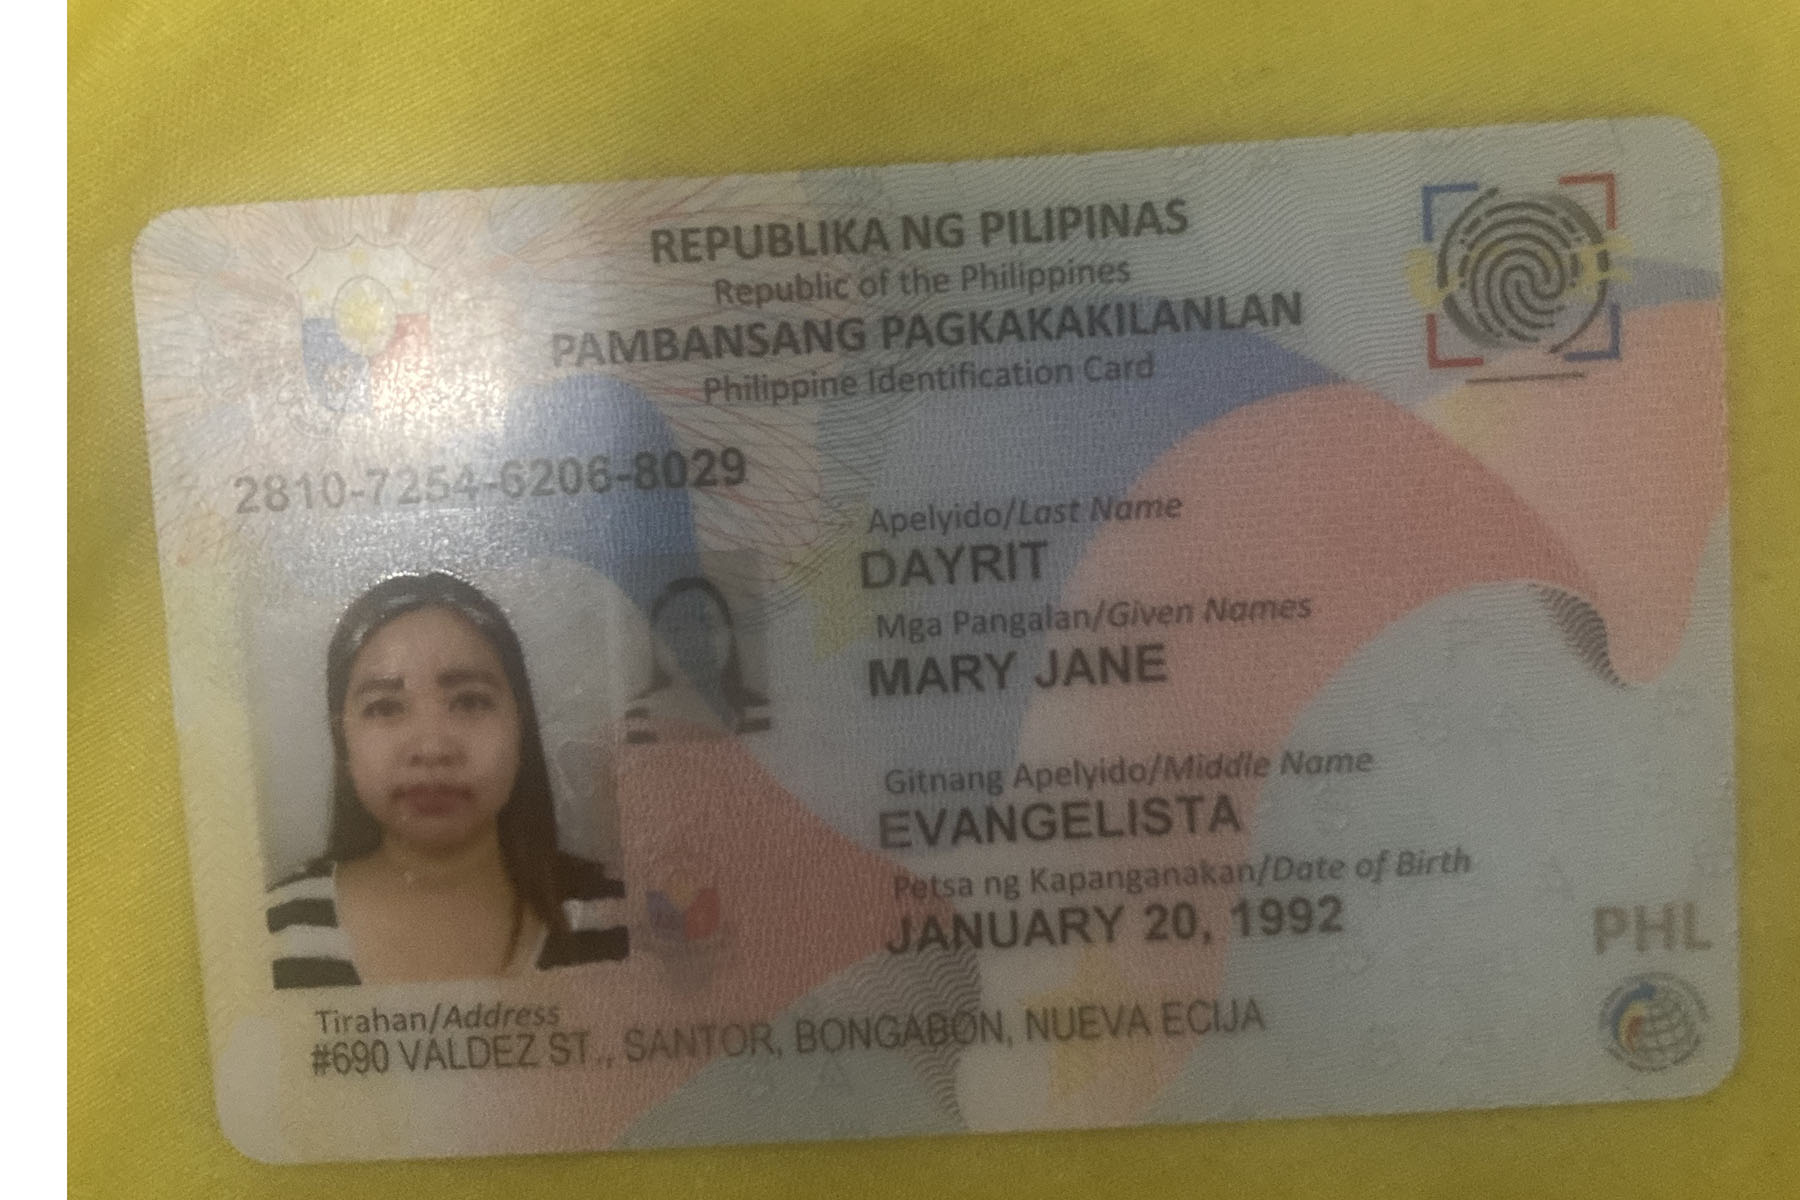 REPUBLIKA NG PILIPINAS
Republic of the Philippines
PAMBANSANG PAGKAKAKILANLAN
Philippine Identification Card
2810-7254-6206-8029
Apelyido/Last Name
DAYRIT
Mga Pangalan/Given Names
MARY JANE
Gitnang Apelyido/Middle Name
EVANGELISTA
Petsa ng Kapanganakan/Date of Birth
JANUARY 20, 1992
PHL
Tirahan/Address
#690 VALDEZ ST., SANTOR, BONGABON, NUEVA ECIJA